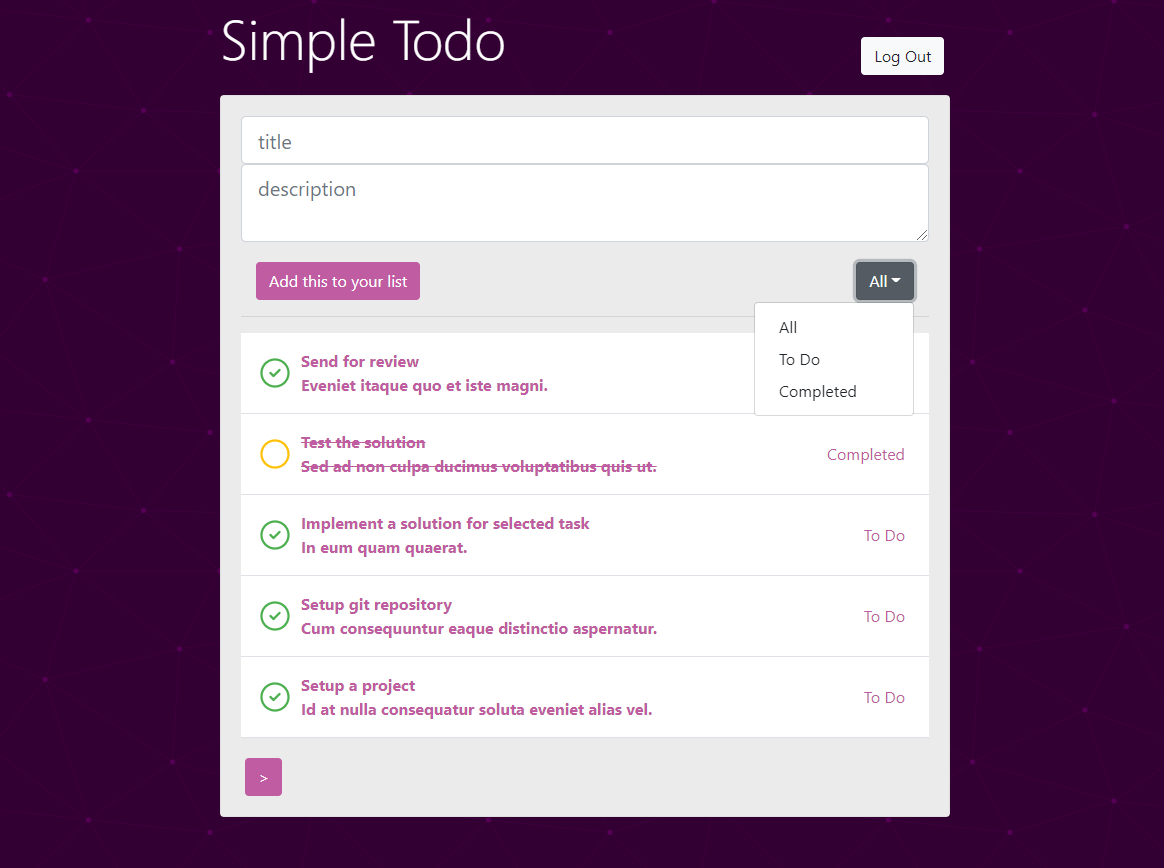 Simple Todo
Log Out
title
description
Add this to your list
All
All
To Do
Completed
Send for review
Eveniet itaque quo et iste magni.
Test the solution
Sed ad non culpa ducimus voluptatibus quis ut.
Completed
Implement a solution for selected task
In eum quam quaerat.
To Do
Setup git repository
Cum consequuntur eaque distinctio aspernatur.
To Do
Setup a project
Id at nulla consequatur soluta eveniet alias vel.
To Do
>